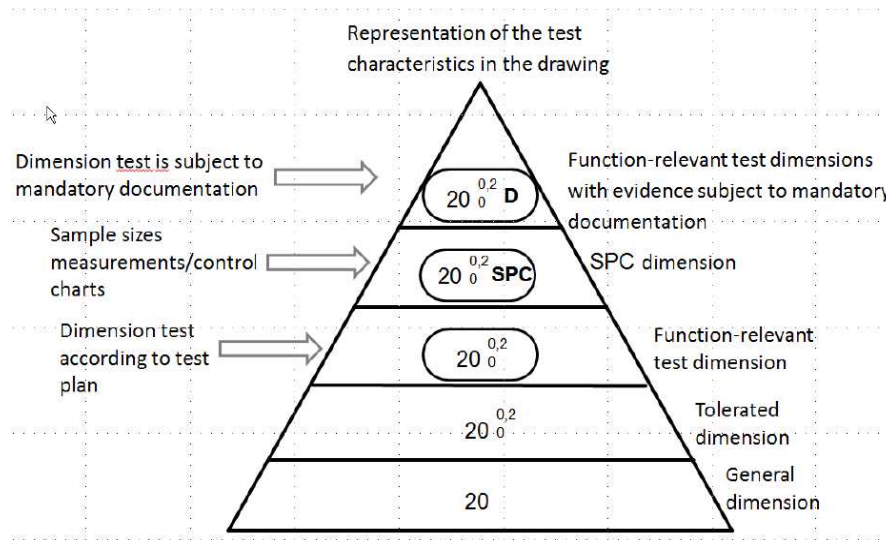 Representation of the test
characteristics in the drawing
Dimension test is subject to
mandatory documentation
20 0,2 0 D
Function-relevant test dimensions
with evidence subject to mandatory
documentation
Sample sizes
measurements/control
charts
20 0,2 0 SPC
SPC dimension
Dimension test
according to test
plan
20 0,2 0
Function-relevant
test dimension
20 0,2 0
Tolerated
dimension
20
General
dimension